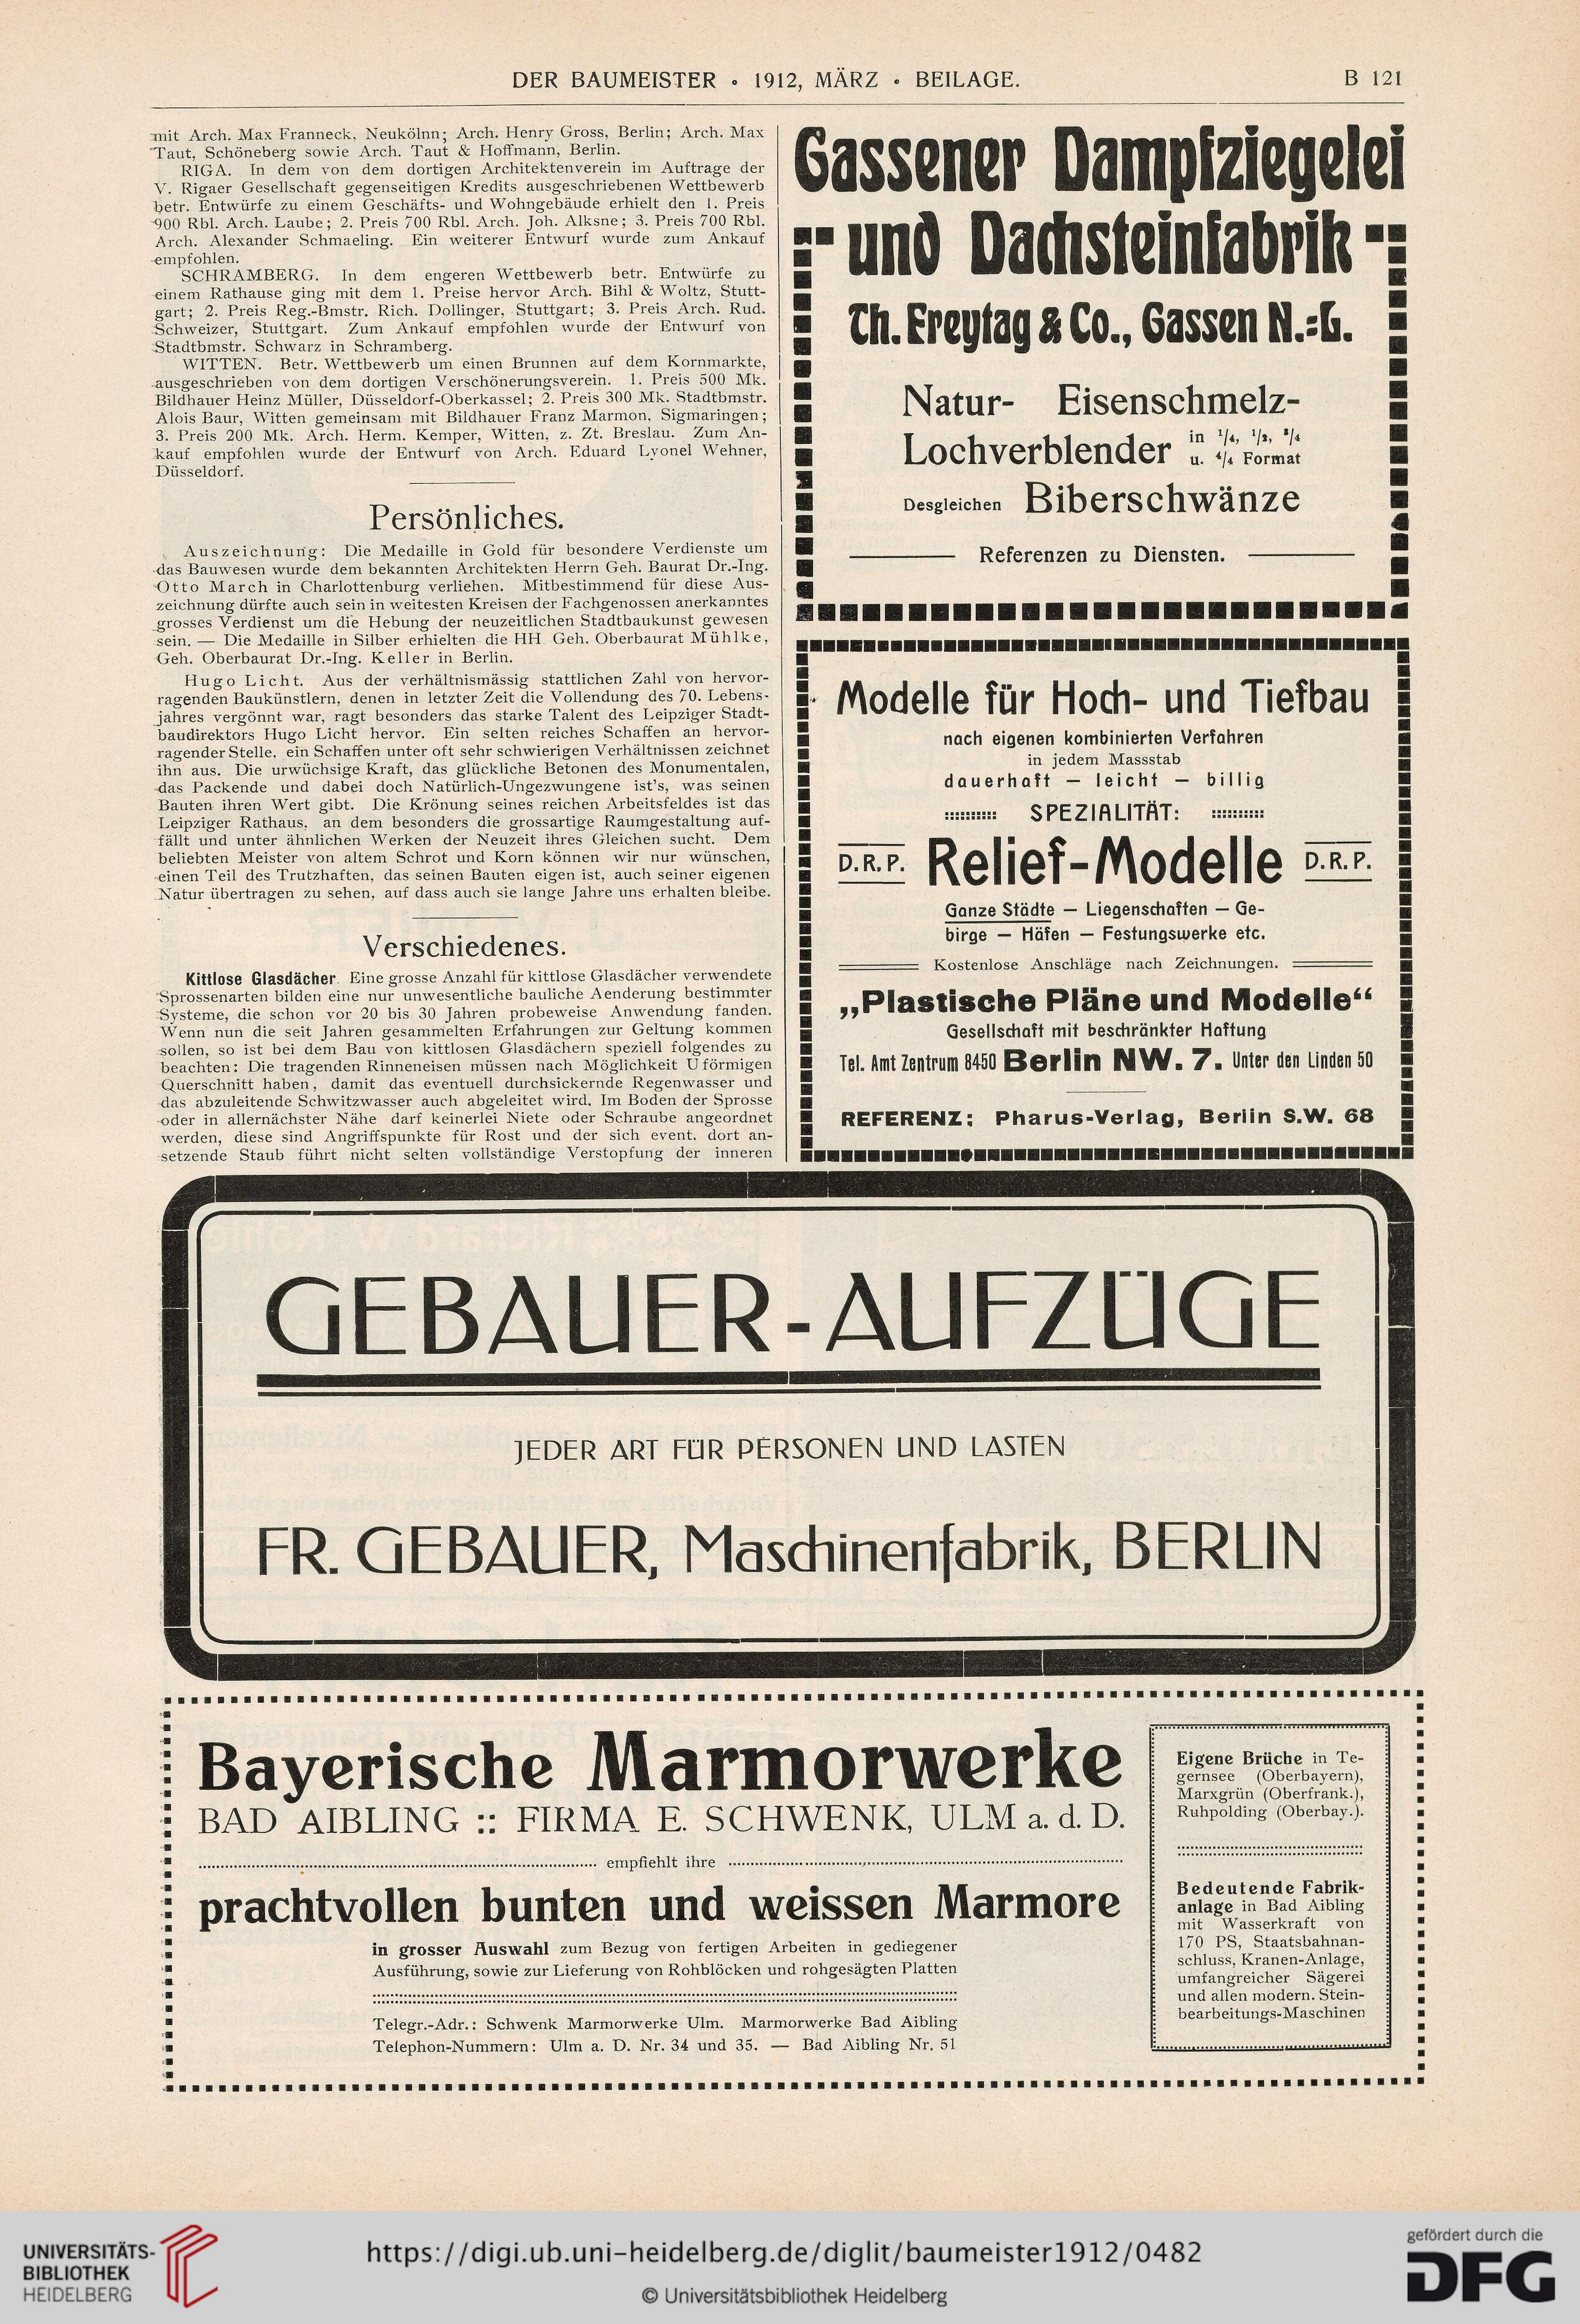 DER BAUMEISTER • 1912, MÄRZ • BEILAGE.
B 121
mit Arch. Max Franneck, Neukölnn; Arch. Henry Gross, Berlin; Arch. Max
Taut, Schöneberg sowie Arch. Taut & Hoffmann, Berlin.
RIGA. In dem von dem dortigen Architektenverein im Auftrage der
V. Rigaer Gesellschaft gegenseitigen Kredits ausgeschriebenen Wettbewerb
betr. Entwürfe zu einem Geschäfts- und Wohngebäude erhielt den 1. Preis
900 Rbl. Arch. Laube; 2. Preis 700 Rbl. Arch. Joh. Alksne; 3. Preis 700 Rbl.
Arch. Alexander Schmaeling. Ein weiterer Entwurf wurde zum Ankauf
empfohlen.
SCHRAMBERG. In dem engeren Wettbewerb betr. Entwürfe zu
einem Rathause ging mit dem 1. Preise hervor Arch. Bihl & Woltz, Stutt-
gart; 2. Preis Reg.-Bmstr. Rich. Dollinger, Stuttgart; 3. Preis Arch. Rud.
Schweizer, Stuttgart. Zum Ankauf empfohlen wurde der Entwurf von
Stadtbmstr. Schwarz in Schramberg.
WITTEN. Betr. Wettbewerb um einen Brunnen auf dem Kornmarkte,
ausgeschrieben von dem dortigen Verschönerungsverein. 1. Preis 500 Mk.
Bildhauer Heinz Müller, Düsseldorf-Oberkassel; 2. Preis 300 Mk. Stadtbmstr.
Alois Baur, Witten gemeinsam mit Bildhauer Franz Marmon, Sigmaringen;
3. Preis 200 Mk. Arch. Herm. Kemper, Witten, z. Zt. Breslau. Zum An-
kauf empfohlen wurde der Entwurf von Arch. Eduard Lyonel Wehner,
Düsseldorf.
Persönliches.
Auszeichnung: Die Medaille in Gold für besondere Verdienste um
das Bauwesen wurde dem bekannten Architekten Herrn Geh. Baurat Dr.-Ing.
Otto March in Charlottenburg verliehen. Mitbestimmend für diese Aus-
zeichnung dürfte auch sein in weitesten Kreisen der Fachgenossen anerkanntes
grosses Verdienst um die Hebung der neuzeitlichen Stadtbaukunst gewesen
sein. — Die Medaille in Silber erhielten die HH. Geh. Oberbaurat Mühlke,
Geh. Oberbaurat Dr.-Ing. Keller in Berlin.
Hugo Licht. Aus der verhältnismässig stattlichen Zahl von hervor-
ragenden Baukünstlern, denen in letzter Zeit die Vollendung des 70. Lebens-
jahres vergönnt war, ragt besonders das starke Talent des Leipziger Stadt-
baudirektors Hugo Licht hervor. Ein selten reiches Schaffen an hervor-
ragender Stelle, ein Schaffen unter oft sehr schwierigen Verhältnissen zeichnet
ihn aus. Die urwüchsige Kraft, das glückliche Betonen des Monumentalen,
das Packende und dabei doch Natürlich-Ungezwungene ist's, was seinen
Bauten ihren Wert gibt. Die Krönung seines reichen Arbeitsfeldes ist das
Leipziger Rathaus, an dem besonders die grossartige Raumgestaltung auf-
fällt und unter ähnlichen Werken der Neuzeit ihres Gleichen sucht. Dem
beliebten Meister von altem Schrot und Korn können wir nur wünschen,
einen Teil des Trutzhaften, das seinen Bauten eigen ist, auch seiner eigenen
Natur übertragen zu sehen, auf dass auch sie lange Jahre uns erhalten bleibe.
Verschiedenes.
Kittlose Glasdächer. Eine grosse Anzahl für kittlose Glasdächer verwendete
Sprossenarten bilden eine nur unwesentliche bauliche Aenderung bestimmter
Systeme, die schon vor 20 bis 30 Jahren probeweise Anwendung fanden.
Wenn nun die seit Jahren gesammelten Erfahrungen zur Geltung kommen
sollen, so ist bei dem Bau von kittlosen Glasdächern speziell folgendes zu
beachten: Die tragenden Rinneneisen müssen nach Möglichkeit U förmigen
Querschnitt haben, damit das eventuell durchsickernde Regenwasser und
das abzuleitende Schwitzwasser auch abgeleitet wird. Im Boden der Sprosse
oder in allernächster Nähe darf keinerlei Niete oder Schraube angeordnet
werden, diese sind Angriffspunkte für Rost und der sich event. dort an-
setzende Staub führt nicht selten vollständige Verstopfung der inneren
Gassener Dampfziegelei
und Dachsteinfabrik
Th. Freytag & Co., Gassen N.=L.
Natur- Eisenschmelz-
Lochverblender in 1/4, 1/2, 3/4
u. 4/4 Format
Desgleichen Biberschwänze
Referenzen zu Diensten.
Modelle für Hoch- und Tiefbau
nach eigenen kombinierten Verfahren
in jedem Massstab
dauerhaft — leicht — billig
SPEZIALITÄT:
D.R.P. Relief-Modelle D.R.P.
Ganze Städte — Liegenschaften — Ge-
birge — Häfen — Festungswerke etc.
Kostenlose Anschläge nach Zeichnungen.
„Plastische Pläne und Modelle“
Gesellschaft mit beschränkter Haftung
Tel. Amt Zentrum 8450 Berlin NW. 7. Unter den Linden 50
REFERENZ: Pharus-Verlag, Berlin S.W. 68
GEBAUER-AUFZÜGE
JEDER ART FÜR PERSONEN UND LASTEN
FR. GEBAUER, Maschinenfabrik, BERLIN
Bayerische Marmorwerke
BAD AIBLING :: FIRMA E. SCHWENK, ULM a. d. D.
empfiehlt ihre
prachtvollen bunten und weissen Marmore
in grosser Auswahl zum Bezug von fertigen Arbeiten in gediegener
Ausführung, sowie zur Lieferung von Rohblöcken und rohgesägten Platten
Telegr.-Adr.: Schwenk Marmorwerke Ulm. Marmorwerke Bad Aibling
Telephon-Nummern: Ulm a. D. Nr. 34 und 35. — Bad Aibling Nr. 51
Eigene Brüche in Te-
gernsee (Oberbayern),
Marxgrün (Oberfrank.),
Ruhpolding (Oberbay.).
Bedeutende Fabrik-
anlage in Bad Aibling
mit Wasserkraft von
170 PS, Staatsbahnan-
schluss, Kranen-Anlage,
umfangreicher Sägerei
und allen modern. Stein-
bearbeitungs-Maschinen
UNIVERSITÄTS-
BIBLIOTHEK
HEIDELBERG
https://digi.ub.uni-heidelberg.de/diglit/baumeister1912/0482
© Universitätsbibliothek Heidelberg
gefördert durch die
DFG